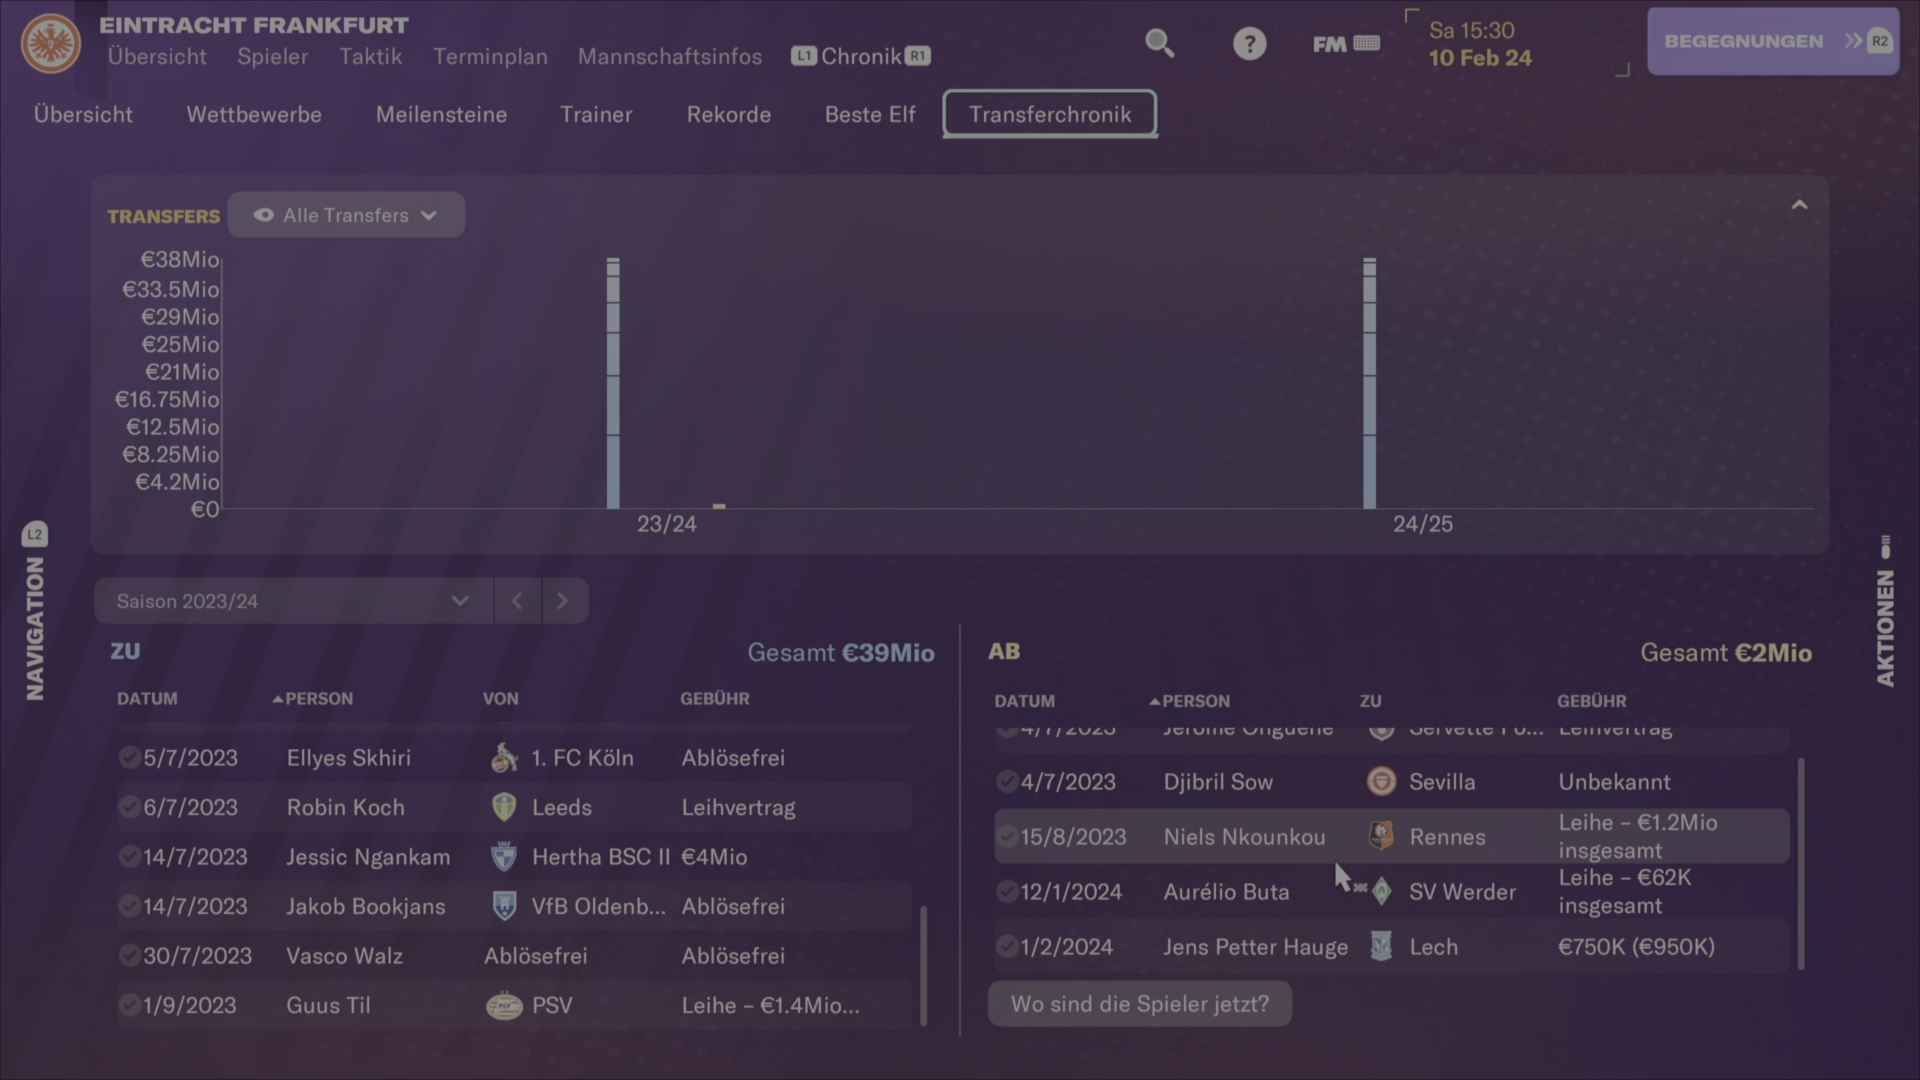 EINTRACHT FRANKFURT
Übersicht Spieler Taktik Terminplan Mannschaftsinfos L1 Chronik R1
? FM
Sa 15:30
10 Feb 24
BEGEGNUNGEN R2
Übersicht Wettbewerbe Meilensteine Trainer Rekorde Beste Elf Transferchronik
TRANSFERS Alle Transfers
€38Mio
€33.5Mio
€29Mio
€25Mio
€21Mio
€16.75Mio
€12.5Mio
€8.25Mio
€4.2Mio
€0
23/24 24/25
L2 NAVIGATION
AKTIONEN
Saison 2023/24
ZU Gesamt €39Mio
DATUM PERSON VON GEBÜHR
5/7/2023 Ellyes Skhiri 1. FC Köln Ablösefrei
6/7/2023 Robin Koch Leeds Leihvertrag
14/7/2023 Jessic Ngankam Hertha BSC II €4Mio
14/7/2023 Jakob Bookjans VfB Oldenb... Ablösefrei
30/7/2023 Vasco Walz Ablösefrei Ablösefrei
1/9/2023 Guus Til PSV Leihe – €1.4Mio...
AB Gesamt €2Mio
DATUM PERSON ZU GEBÜHR
4/7/2023 Jérôme Onguéné Servette Fo... Leihvertrag
4/7/2023 Djibril Sow Sevilla Unbekannt
15/8/2023 Niels Nkounkou Rennes Leihe – €1.2Mio
insgesamt
12/1/2024 Aurélio Buta SV Werder Leihe – €62K
insgesamt
1/2/2024 Jens Petter Hauge Lech €750K (€950K)
Wo sind die Spieler jetzt?